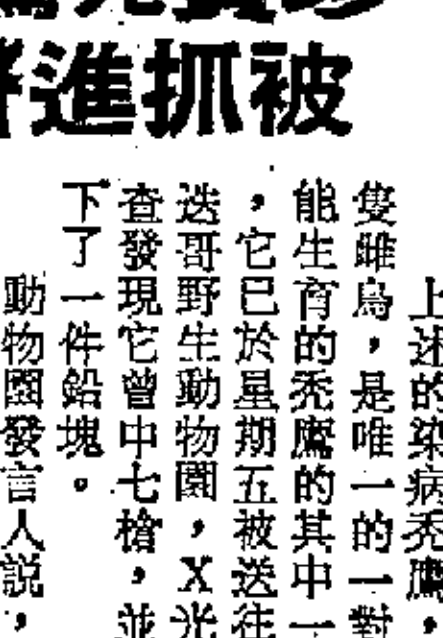 被抓進
上述的染病禿鷹，
隻雌鳥，是唯一的一對
能生育的禿鷹的其中一
，它已於星期五被送往
迭哥野生動物園，X光
查發現它曾中七槍，並
下了一件鉛塊。
動物園發言人說，